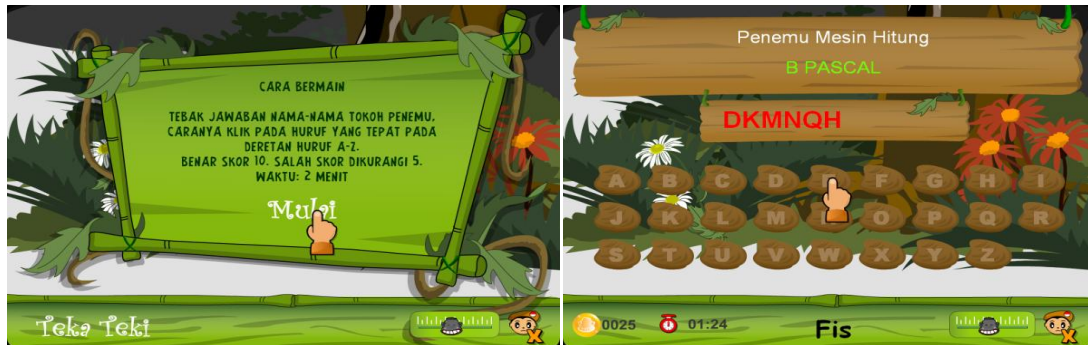 CARA BERMAIN
TEBAK JAWABAN NAMA-NAMA TOKOH PENEMU.
CARANYA KLIK PADA HURUF YANG TEPAT PADA
DERETAN HURUF A-Z.
BENAR SKOR 10. SALAH SKOR DIKURANGI 5.
WAKTU: 2 MENIT
Mulai
Teka Teki
Penemu Mesin Hitung
B PASCAL
DKMNQH
A B C D E F G H I
J K L M N O P Q R
S T U V W X Y Z
0025 01:24 Fis